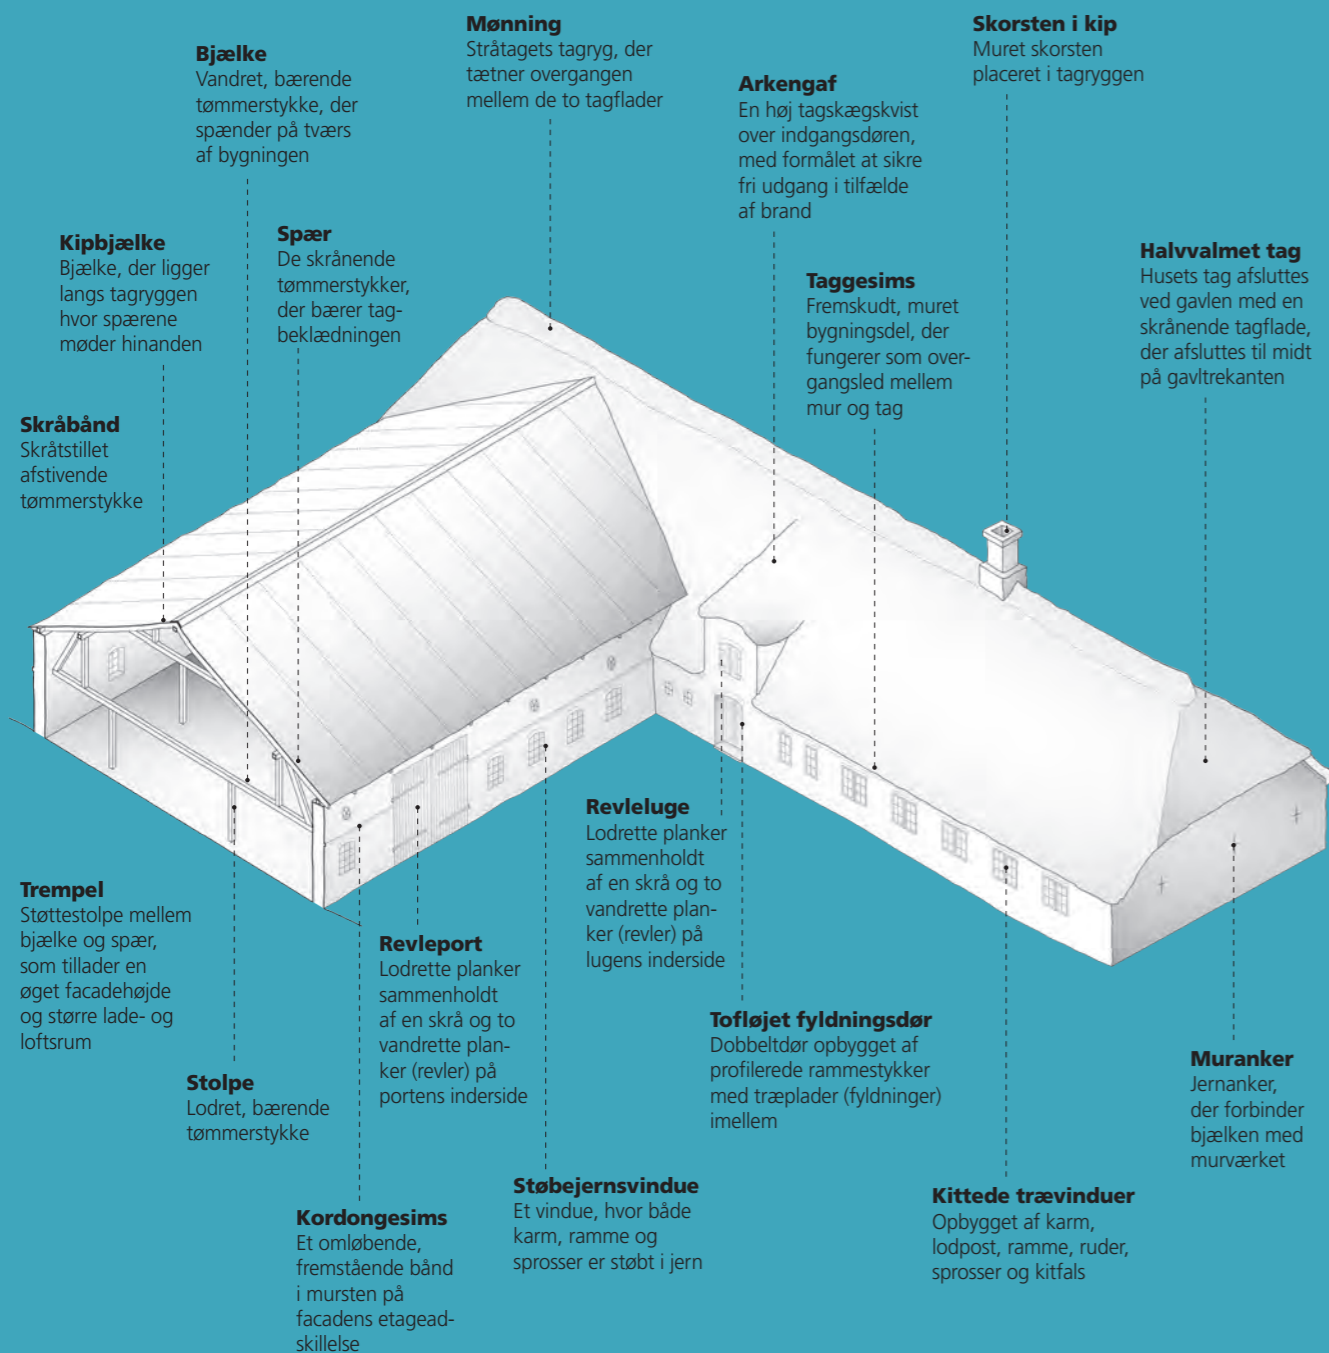 Mønning
Stråtagets tagryg, der
tætner overgangen
mellem de to tagflader
Skorsten i kip
Muret skorsten
placeret i tagryggen
Bjælke
Vandret, bærende
tømmerstykke, der
spænder på tværs
af bygningen
Arkengaf
En høj tagskægskvist
over indgangsdøren,
med formålet at sikre
fri udgang i tilfælde
af brand
Kipbjælke
Bjælke, der ligger
langs tagryggen
hvor spærene
møder hinanden
Spær
De skrånende
tømmerstykker,
der bærer tag-
beklædningen
Taggesims
Fremskudt, muret
bygningsdel, der
fungerer som over-
gangsled mellem
mur og tag
Halvvalmet tag
Husets tag afsluttes
ved gavlen med en
skrånende tagflade,
der afsluttes til midt
på gavltrekanten
Skråbånd
Skråtstillet
afstivende
tømmerstykke
Revleluge
Lodrette planker
sammenholdt
af en skrå og to
vandrette plan-
ker (revler) på
lugens inderside
Trempel
Støttestolpe mellem
bjælke og spær,
som tillader en
øget facadehøjde
og større lade- og
loftsrum
Revleport
Lodrette planker
sammenholdt
af en skrå og to
vandrette plan-
ker (revler) på
portens inderside
Tofløjet fyldningsdør
Dobbeltdør opbygget af
profilerede rammestykker
med træplader (fyldninger)
imellem
Muranker
Jernanker,
der forbinder
bjælken med
murværket
Stolpe
Lodret, bærende
tømmerstykke
Støbejernsvindue
Et vindue, hvor både
karm, ramme og
sprosser er støbt i jern
Kittede trævinduer
Opbygget af karm,
lodpost, ramme, ruder,
sprosser og kitfals
Kordongesims
Et omløbende,
fremstående bånd
i mursten på
facadens etagead-
skillelse